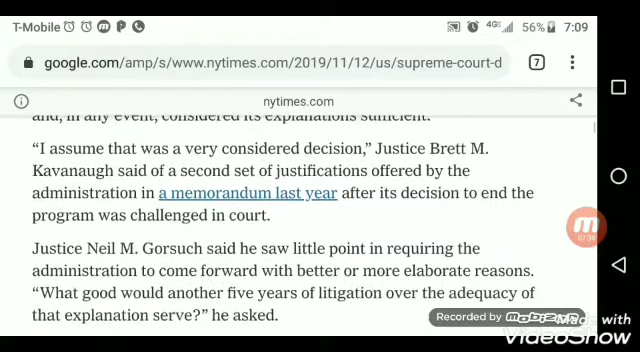 T-Mobile 4G 56% 7:09
google.com/amp/s/www.nytimes.com/2019/11/12/us/supreme-court-d 7
nytimes.com
and, in any event, considered its explanations sufficient.
“I assume that was a very considered decision,” Justice Brett M.
Kavanaugh said of a second set of justifications offered by the
administration in a memorandum last year after its decision to end the
program was challenged in court.
Justice Neil M. Gorsuch said he saw little point in requiring the
administration to come forward with better or more elaborate reasons.
“What good would another five years of litigation over the adequacy of
that explanation serve?” he asked.
Recorded by
Made with
VideoShow